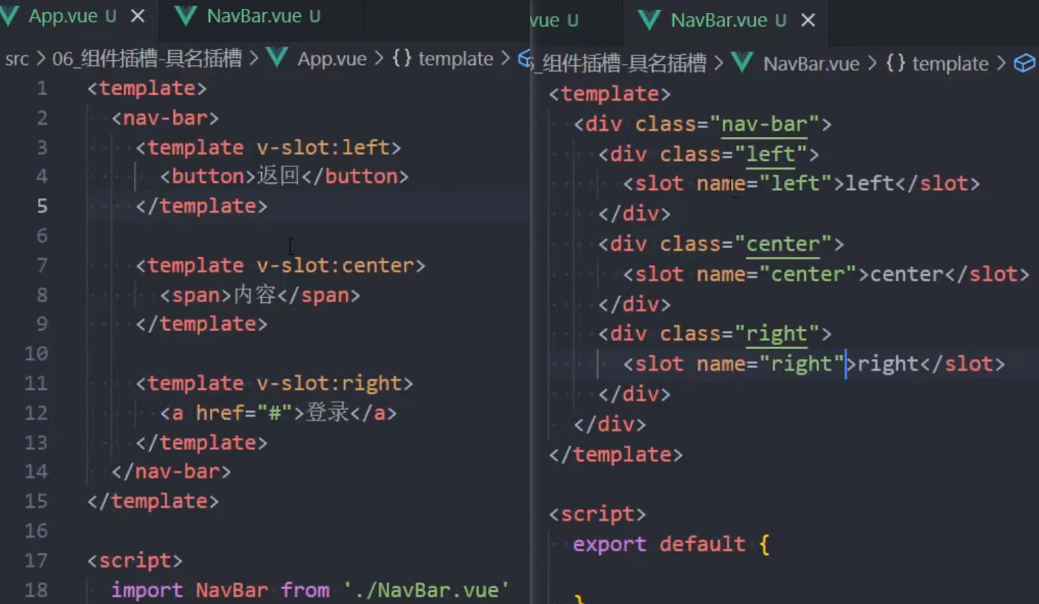 App.vue U × NavBar.vue U
src > 06_组件插槽-具名插槽 > App.vue > {} template >
1 <template>
2 <nav-bar>
3 <template v-slot:left>
4 <button>返回</button>
5 </template>
6
7 <template v-slot:center>
8 <span>内容</span>
9 </template>
10
11 <template v-slot:right>
12 <a href="#">登录</a>
13 </template>
14 </nav-bar>
15 </template>
16
17 <script>
18 import NavBar from './NavBar.vue'
vue U NavBar.vue U ×
_组件插槽-具名插槽 > NavBar.vue > {} template >
<template>
<div class="nav-bar">
<div class="left">
<slot name="left">left</slot>
</div>
<div class="center">
<slot name="center">center</slot>
</div>
<div class="right">
<slot name="right">right</slot>
</div>
</div>
</template>
<script>
export default {
}